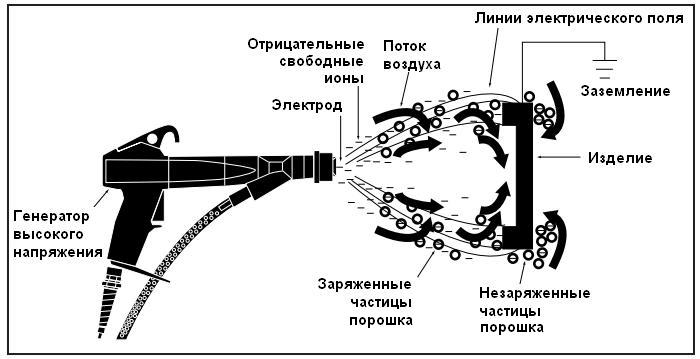 Линии электрического поля
Отрицательные
свободные
ионы
Поток
воздуха
Электрод
Заземление
Изделие
Генератор
высокого
напряжения
Заряженные
частицы
порошка
Незаряженные
частицы
порошка